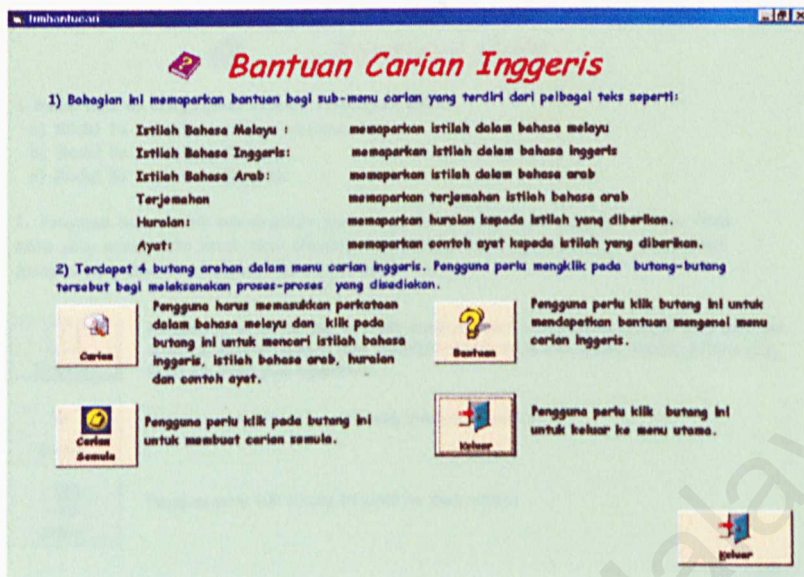 frmbantucari
Bantuan Carian Inggeris
1) Bahagian ini memaparkan bantuan bagi sub-menu carian yang terdiri dari pelbagai teks seperti:
Istilah Bahasa Melayu : memaparkan istilah dalam bahasa melayu
Istilah Bahasa Inggeris: memaparkan istilah dalam bahasa inggeris
Istilah Bahasa Arab: memaparkan istilah dalam bahasa arab
Terjemahan memaparkan terjemahan istilah bahasa arab
Huraian: memaparkan huraian kepada istilah yang diberikan.
Ayat: memaparkan contoh ayat kepada istilah yang diberikan.
2) Terdapat 4 butang arahan dalam menu carian inggeris. Pengguna perlu mengklik pada butang-butang
tersebut bagi melaksanakan proses-proses yang disediakan.
Carian
Pengguna harus memasukkan perkataan
dalam bahasa melayu dan klik pada
butang ini untuk mencari istilah bahasa
inggeris, istilah bahasa arab, huraian
dan contoh ayat.
Bantuan
Pengguna perlu klik butang ini untuk
mendapatkan bantuan mengenai menu
carian inggeris.
Carian
Semula
Pengguna perlu klik pada butang ini
untuk membuat carian semula.
Keluar
Pengguna perlu klik butang ini
untuk keluar ke menu utama.
Keluar